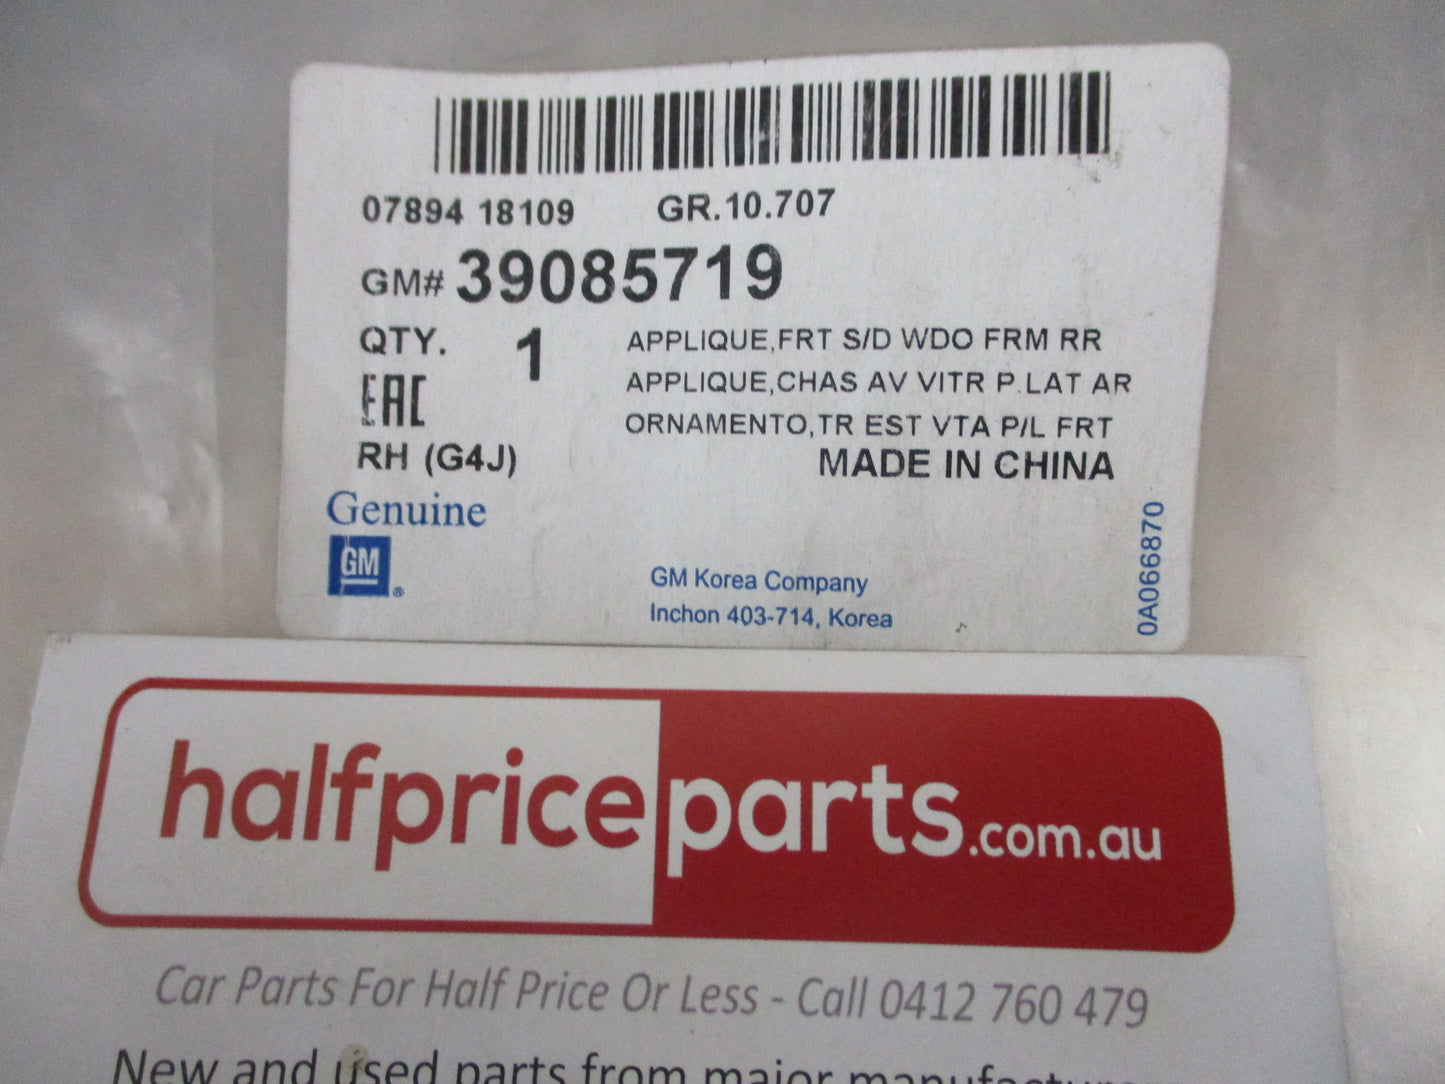 07894 18109 GR.10.707
GM# 39085719
QTY. 1 APPLIQUE,FRT S/D WDO FRM RR
APPLIQUE,CHAS AV VITR P.LAT AR
EAC
ORNAMENTO,TR EST VTA P/L FRT
RH (G4J) MADE IN CHINA
Genuine
GM®
GM Korea Company
Inchon 403-714, Korea
0A066870
halfpriceparts.com.au
Car Parts For Half Price Or Less - Call 0412 760 479
New and used parts from major